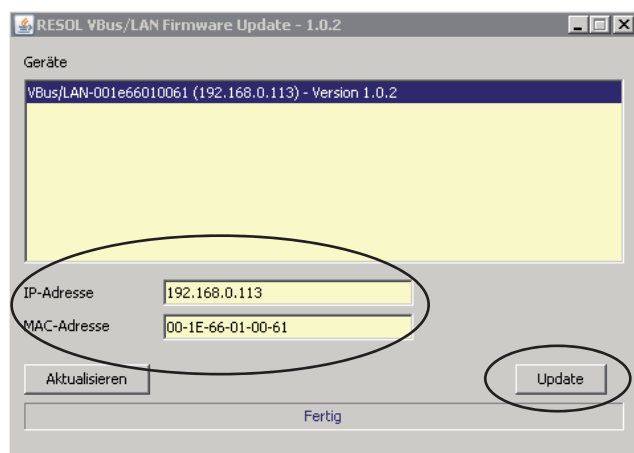 RESOL VBus/LAN Firmware Update - 1.0.2
Geräte
VBus/LAN-001e66010061 (192.168.0.113) - Version 1.0.2
IP-Adresse 192.168.0.113
MAC-Adresse 00-1E-66-01-00-61
Aktualisieren Update
Fertig